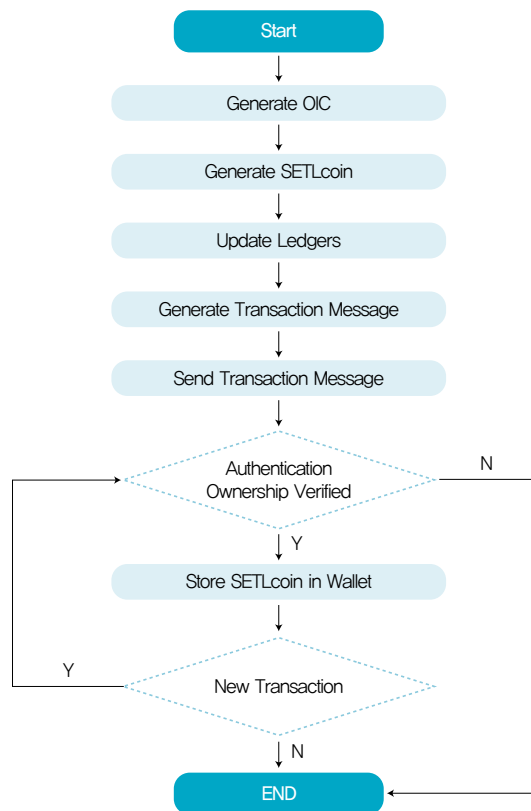 Start
Generate OIC
Generate SETLcoin
Update Ledgers
Generate Transaction Message
Send Transaction Message
Authentication
Ownership Verified
N
Y
Store SETLcoin in Wallet
Y
New Transaction
N
END